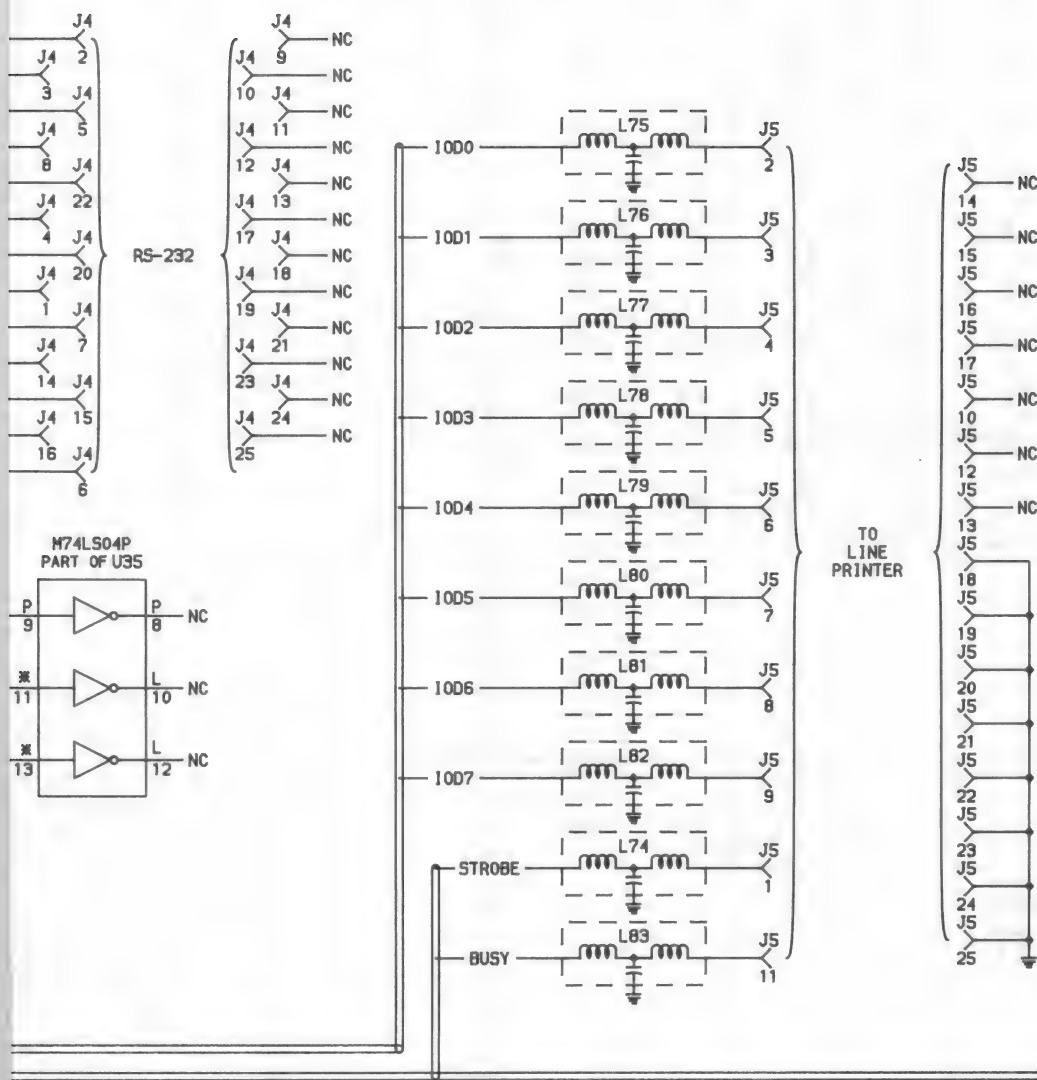 J4
2
J4
3
J4
5
J4
8
J4
22
J4
4
J4
20
J4
1
J4
7
J4
14
J4
15
J4
16
J4
6
RS-232
J4
9
NC
J4
10
NC
J4
11
NC
J4
12
NC
J4
13
NC
J4
17
NC
J4
18
NC
J4
19
NC
J4
21
NC
J4
23
NC
J4
24
NC
J4
25
NC
M74LS04P
PART OF U35
P
9
P
8
NC
*
11
L
10
NC
*
13
L
12
NC
IOD0
L75
J5
2
IOD1
L76
J5
3
IOD2
L77
J5
4
IOD3
L78
J5
5
IOD4
L79
J5
6
IOD5
L80
J5
7
IOD6
L81
J5
8
IOD7
L82
J5
9
STROBE
L74
J5
1
BUSY
L83
J5
11
TO
LINE
PRINTER
J5
14
NC
J5
15
NC
J5
16
NC
J5
17
NC
J5
10
NC
J5
12
NC
J5
13
NC
J5
18
J5
19
J5
20
J5
21
J5
22
J5
23
J5
24
J5
25